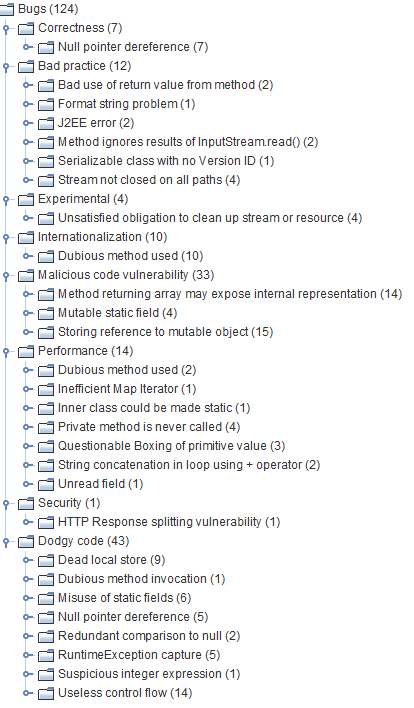 Bugs (124)
Correctness (7)
Null pointer dereference (7)
Bad practice (12)
Bad use of return value from method (2)
Format string problem (1)
J2EE error (2)
Method ignores results of InputStream.read() (2)
Serializable class with no Version ID (1)
Stream not closed on all paths (4)
Experimental (4)
Unsatisfied obligation to clean up stream or resource (4)
Internationalization (10)
Dubious method used (10)
Malicious code vulnerability (33)
Method returning array may expose internal representation (14)
Mutable static field (4)
Storing reference to mutable object (15)
Performance (14)
Dubious method used (2)
Inefficient Map Iterator (1)
Inner class could be made static (1)
Private method is never called (4)
Questionable Boxing of primitive value (3)
String concatenation in loop using + operator (2)
Unread field (1)
Security (1)
HTTP Response splitting vulnerability (1)
Dodgy code (43)
Dead local store (9)
Dubious method invocation (1)
Misuse of static fields (6)
Null pointer dereference (5)
Redundant comparison to null (2)
RuntimeException capture (5)
Suspicious integer expression (1)
Useless control flow (14)